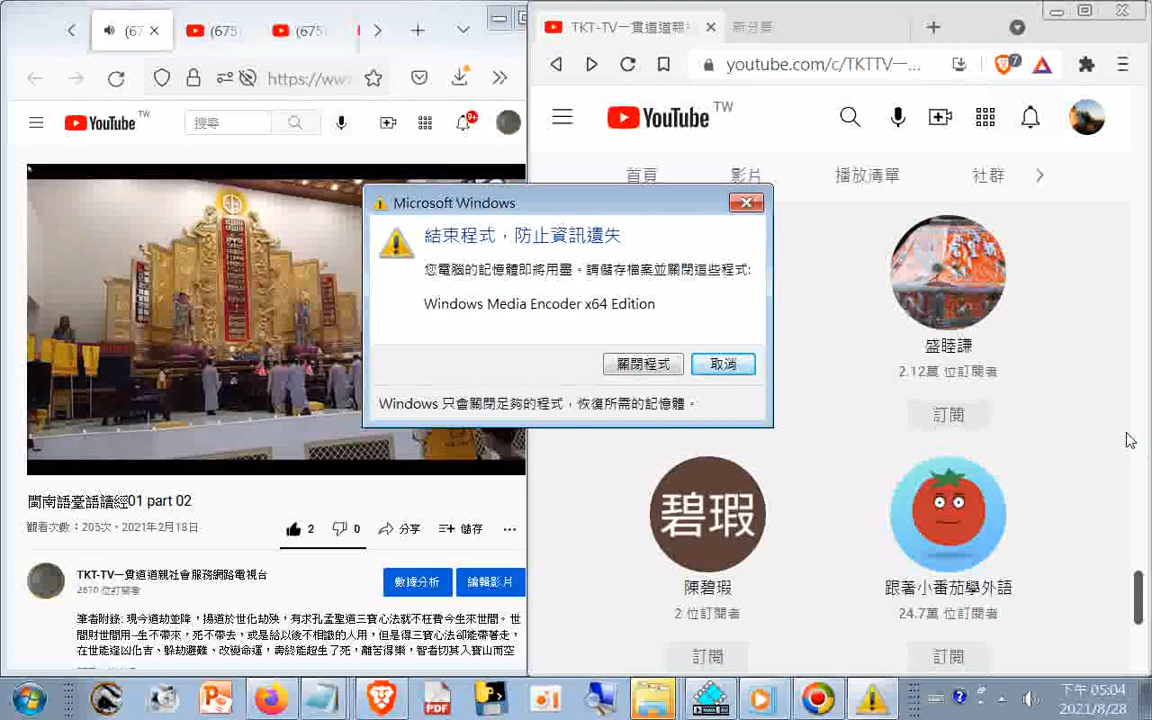 (67
(675)
(675)
TKT-TV一貫道道親
新分頁
https://www
youtube.com/c/TKTTV一...
YouTube TW
搜尋
9+
YouTube TW
7
首頁
影片
播放清單
社群
Microsoft Windows
結束程式，防止資訊遺失
您電腦的記憶體即將用盡。請儲存檔案並關閉這些程式:
Windows Media Encoder x64 Edition
關閉程式
取消
Windows 只會關閉足夠的程式，恢復所需的記憶體。
盛睦謙
2.12萬 位訂閱者
訂閱
閩南語臺語讀經01 part 02
觀看次數：205次・2021年2月18日
2
0
分享
儲存
TKT-TV一貫道道親社會服務網路電視台
2670 位訂閱者
數據分析
編輯影片
筆者附錄: 現今道劫並降，揚道於世化劫殃，有求孔孟聖道三寶心法就不枉費今生來世間。世
間財世間用─生不帶來，死不帶去，或是給以後不相識的人用，但是得三寶心法卻能帶著走，
在世能逢凶化吉、躲劫避難、改變命運，壽終能超生了死，離苦得樂，智者切莫入寶山而空
碧瑕
陳碧瑕
2 位訂閱者
訂閱
跟著小番茄學外語
24.7萬 位訂閱者
訂閱
PDF
下午 05:04
2021/8/28